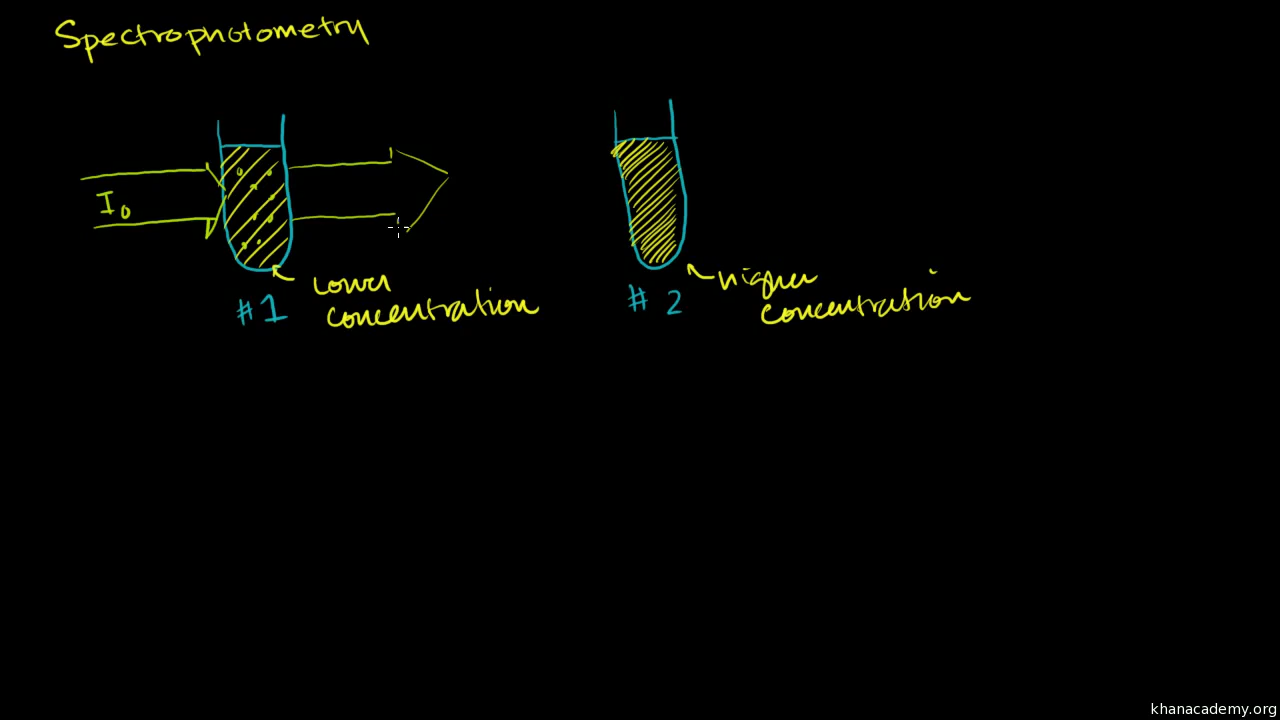 Spectrophotometry
I0
lower
concentration
#1
higher
concentration
# 2
khanacademy.org